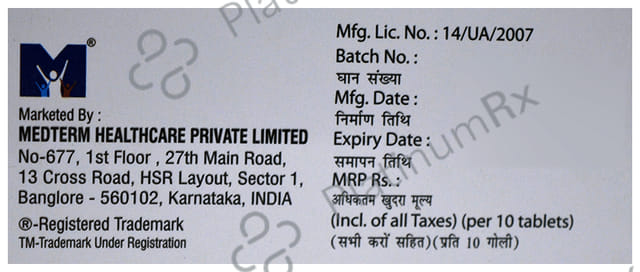 M®
Marketed By :
MEDTERM HEALTHCARE PRIVATE LIMITED
No-677, 1st Floor , 27th Main Road,
13 Cross Road, HSR Layout, Sector 1,
Banglore - 560102, Karnataka, INDIA
®-Registered Trademark
TM-Trademark Under Registration
Mfg. Lic. No. : 14/UA/2007
Batch No. :
घान संख्या
Mfg. Date :
निर्माण तिथि
Expiry Date :
समापन तिथि
MRP Rs. :
अधिकतम खुदरा मूल्य
(Incl. of all Taxes) (per 10 tablets)
(सभी करों सहित) (प्रति 10 गोली)
PlatinumRx